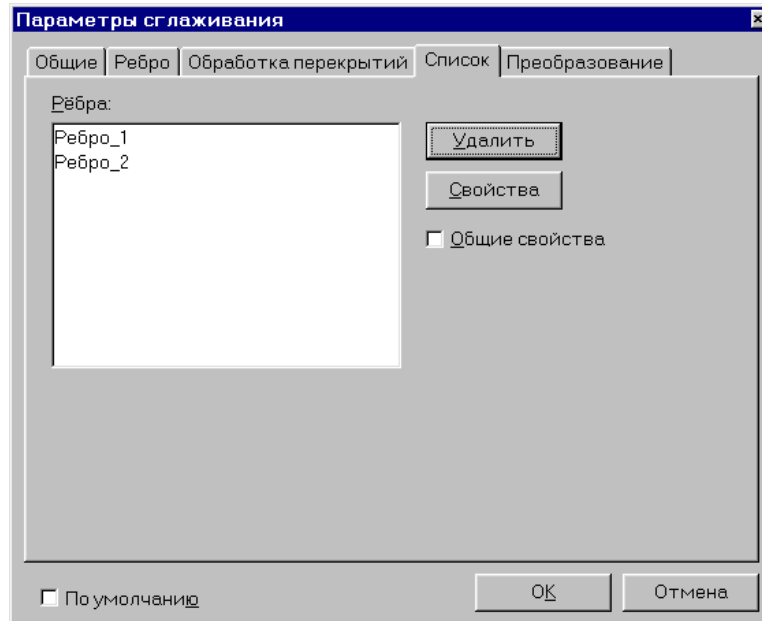 Параметры сглаживания
Общие Ребро Обработка перекрытий Список Преобразование
Рёбра:
Ребро_1
Ребро_2
Удалить
Свойства
Общие свойства
По умолчанию
OK
Отмена